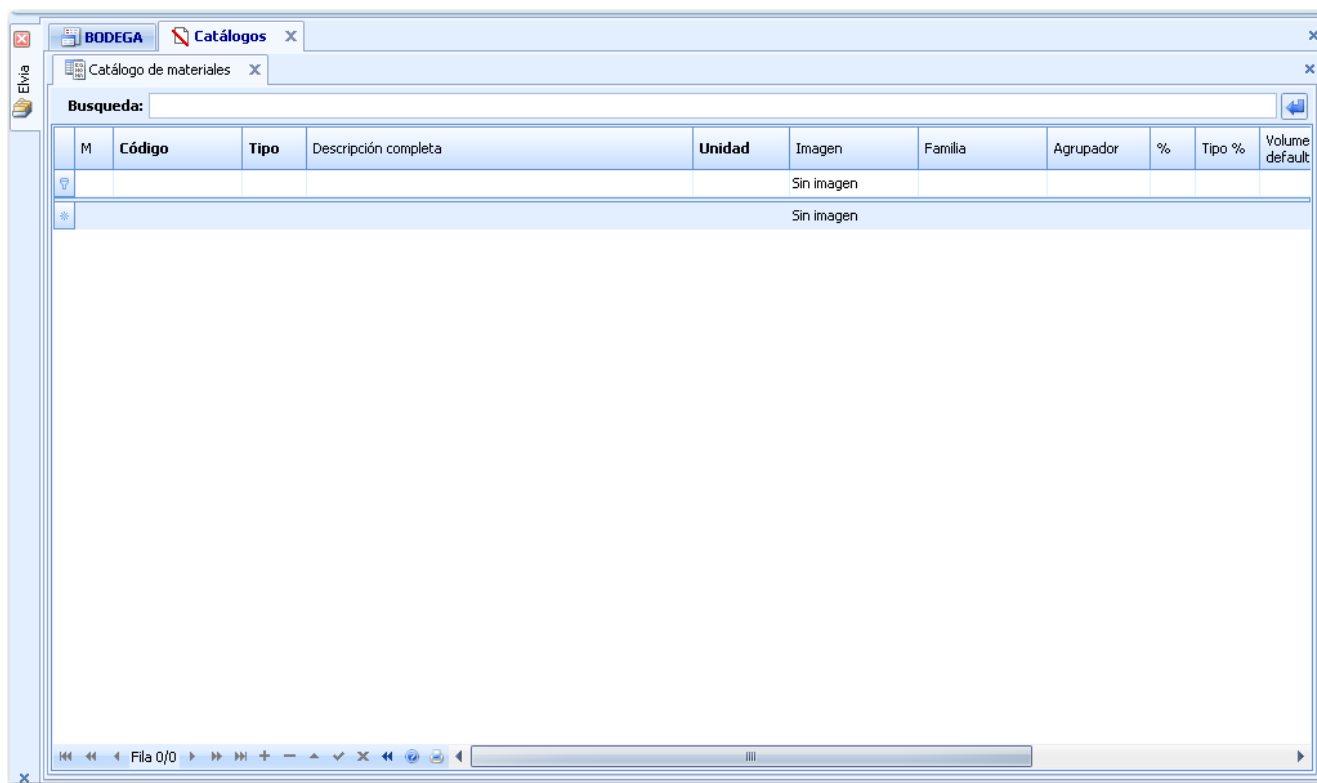 BODEGA Catálogos
Elvia
Catálogo de materiales
Busqueda:
M Código Tipo Descripción completa Unidad Imagen Familia Agrupador % Tipo % Volume default
Sin imagen
Sin imagen
Fila 0/0